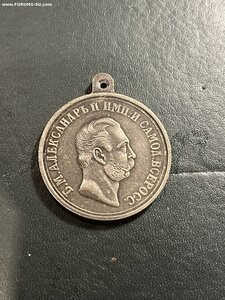 © www.FORUMS-SU.com
Б. М. АЛЕКСАНДРЪ II ИМП. И САМОД. ВСЕРОСС.